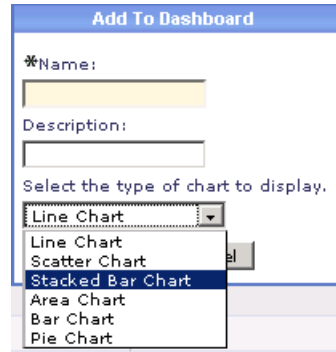 Add To Dashboard
*Name:
Description:
Select the type of chart to display.
Line Chart
Line Chart
Scatter Chart
Stacked Bar Chart
Area Chart
Bar Chart
Pie Chart